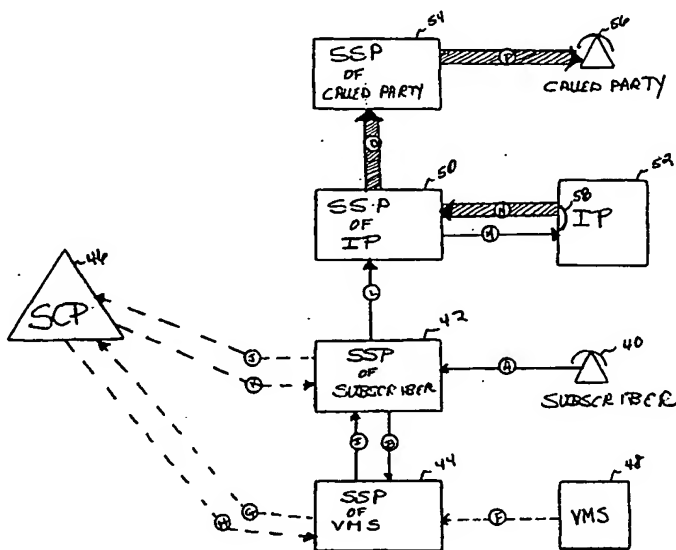 54
SSP
OF
CALLED PARTY
P
56
CALLED PARTY
O
50
SSP
OF
IP
N
M
52
58
IP
46
SCP
L
42
SSP
OF
SUBSCRIBER
J
K
A
40
SUBSCRIBER
I
B
44
SSP
OF
VMS
G
H
F
48
VMS